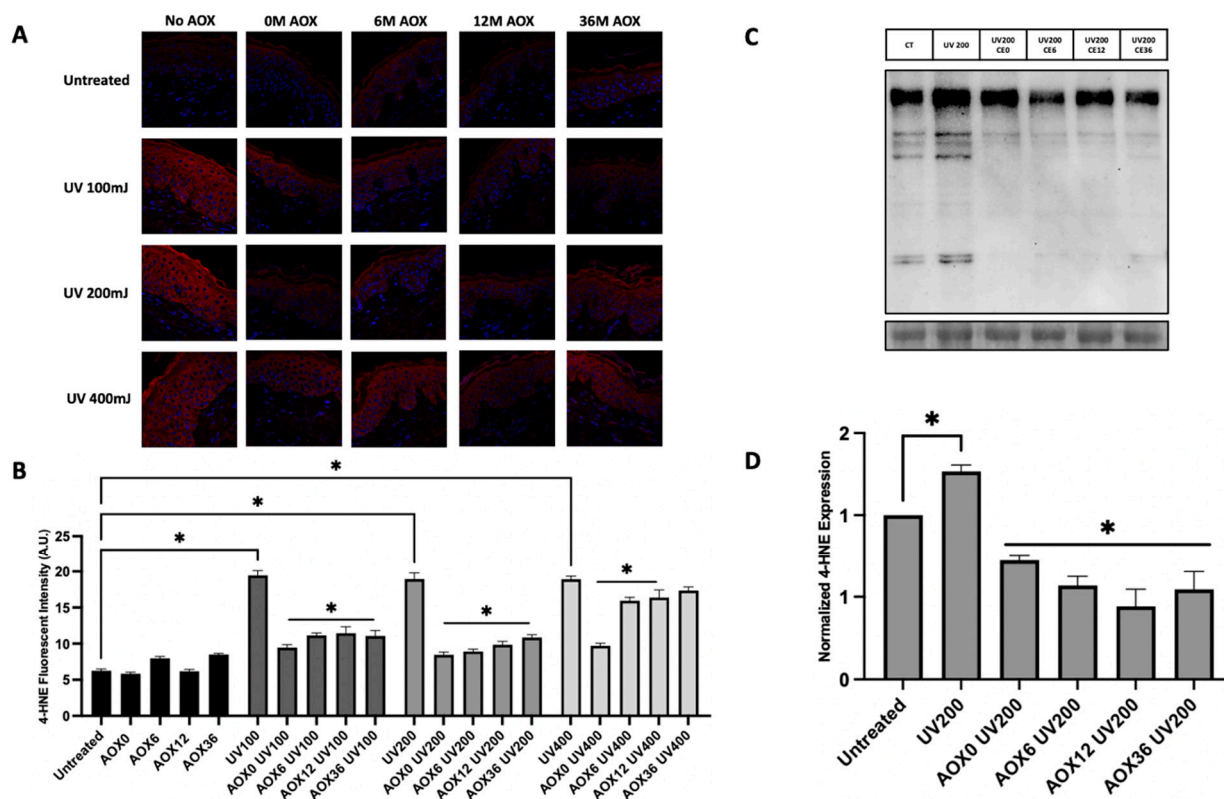 A
No AOX 0M AOX 6M AOX 12M AOX 36M AOX
Untreated
UV 100mJ
UV 200mJ
UV 400mJ
B
4-HNE Fluorescent Intensity (A.U.)
25
20
15
10
5
0
*
*
*
*
*
*
Untreated
AOX0
AOX6
AOX12
AOX36
UV100
AOX0 UV100
AOX6 UV100
AOX12 UV100
AOX36 UV100
UV200
AOX0 UV200
AOX6 UV200
AOX12 UV200
AOX36 UV200
UV400
AOX0 UV400
AOX6 UV400
AOX12 UV400
AOX36 UV400
C
CT
UV 200
UV200
CE0
UV200
CE6
UV200
CE12
UV200
CE36
D
Normalized 4-HNE Expression
2
1
1
0
*
*
Untreated
UV200
AOX0 UV200
AOX6 UV200
AOX12 UV200
AOX36 UV200